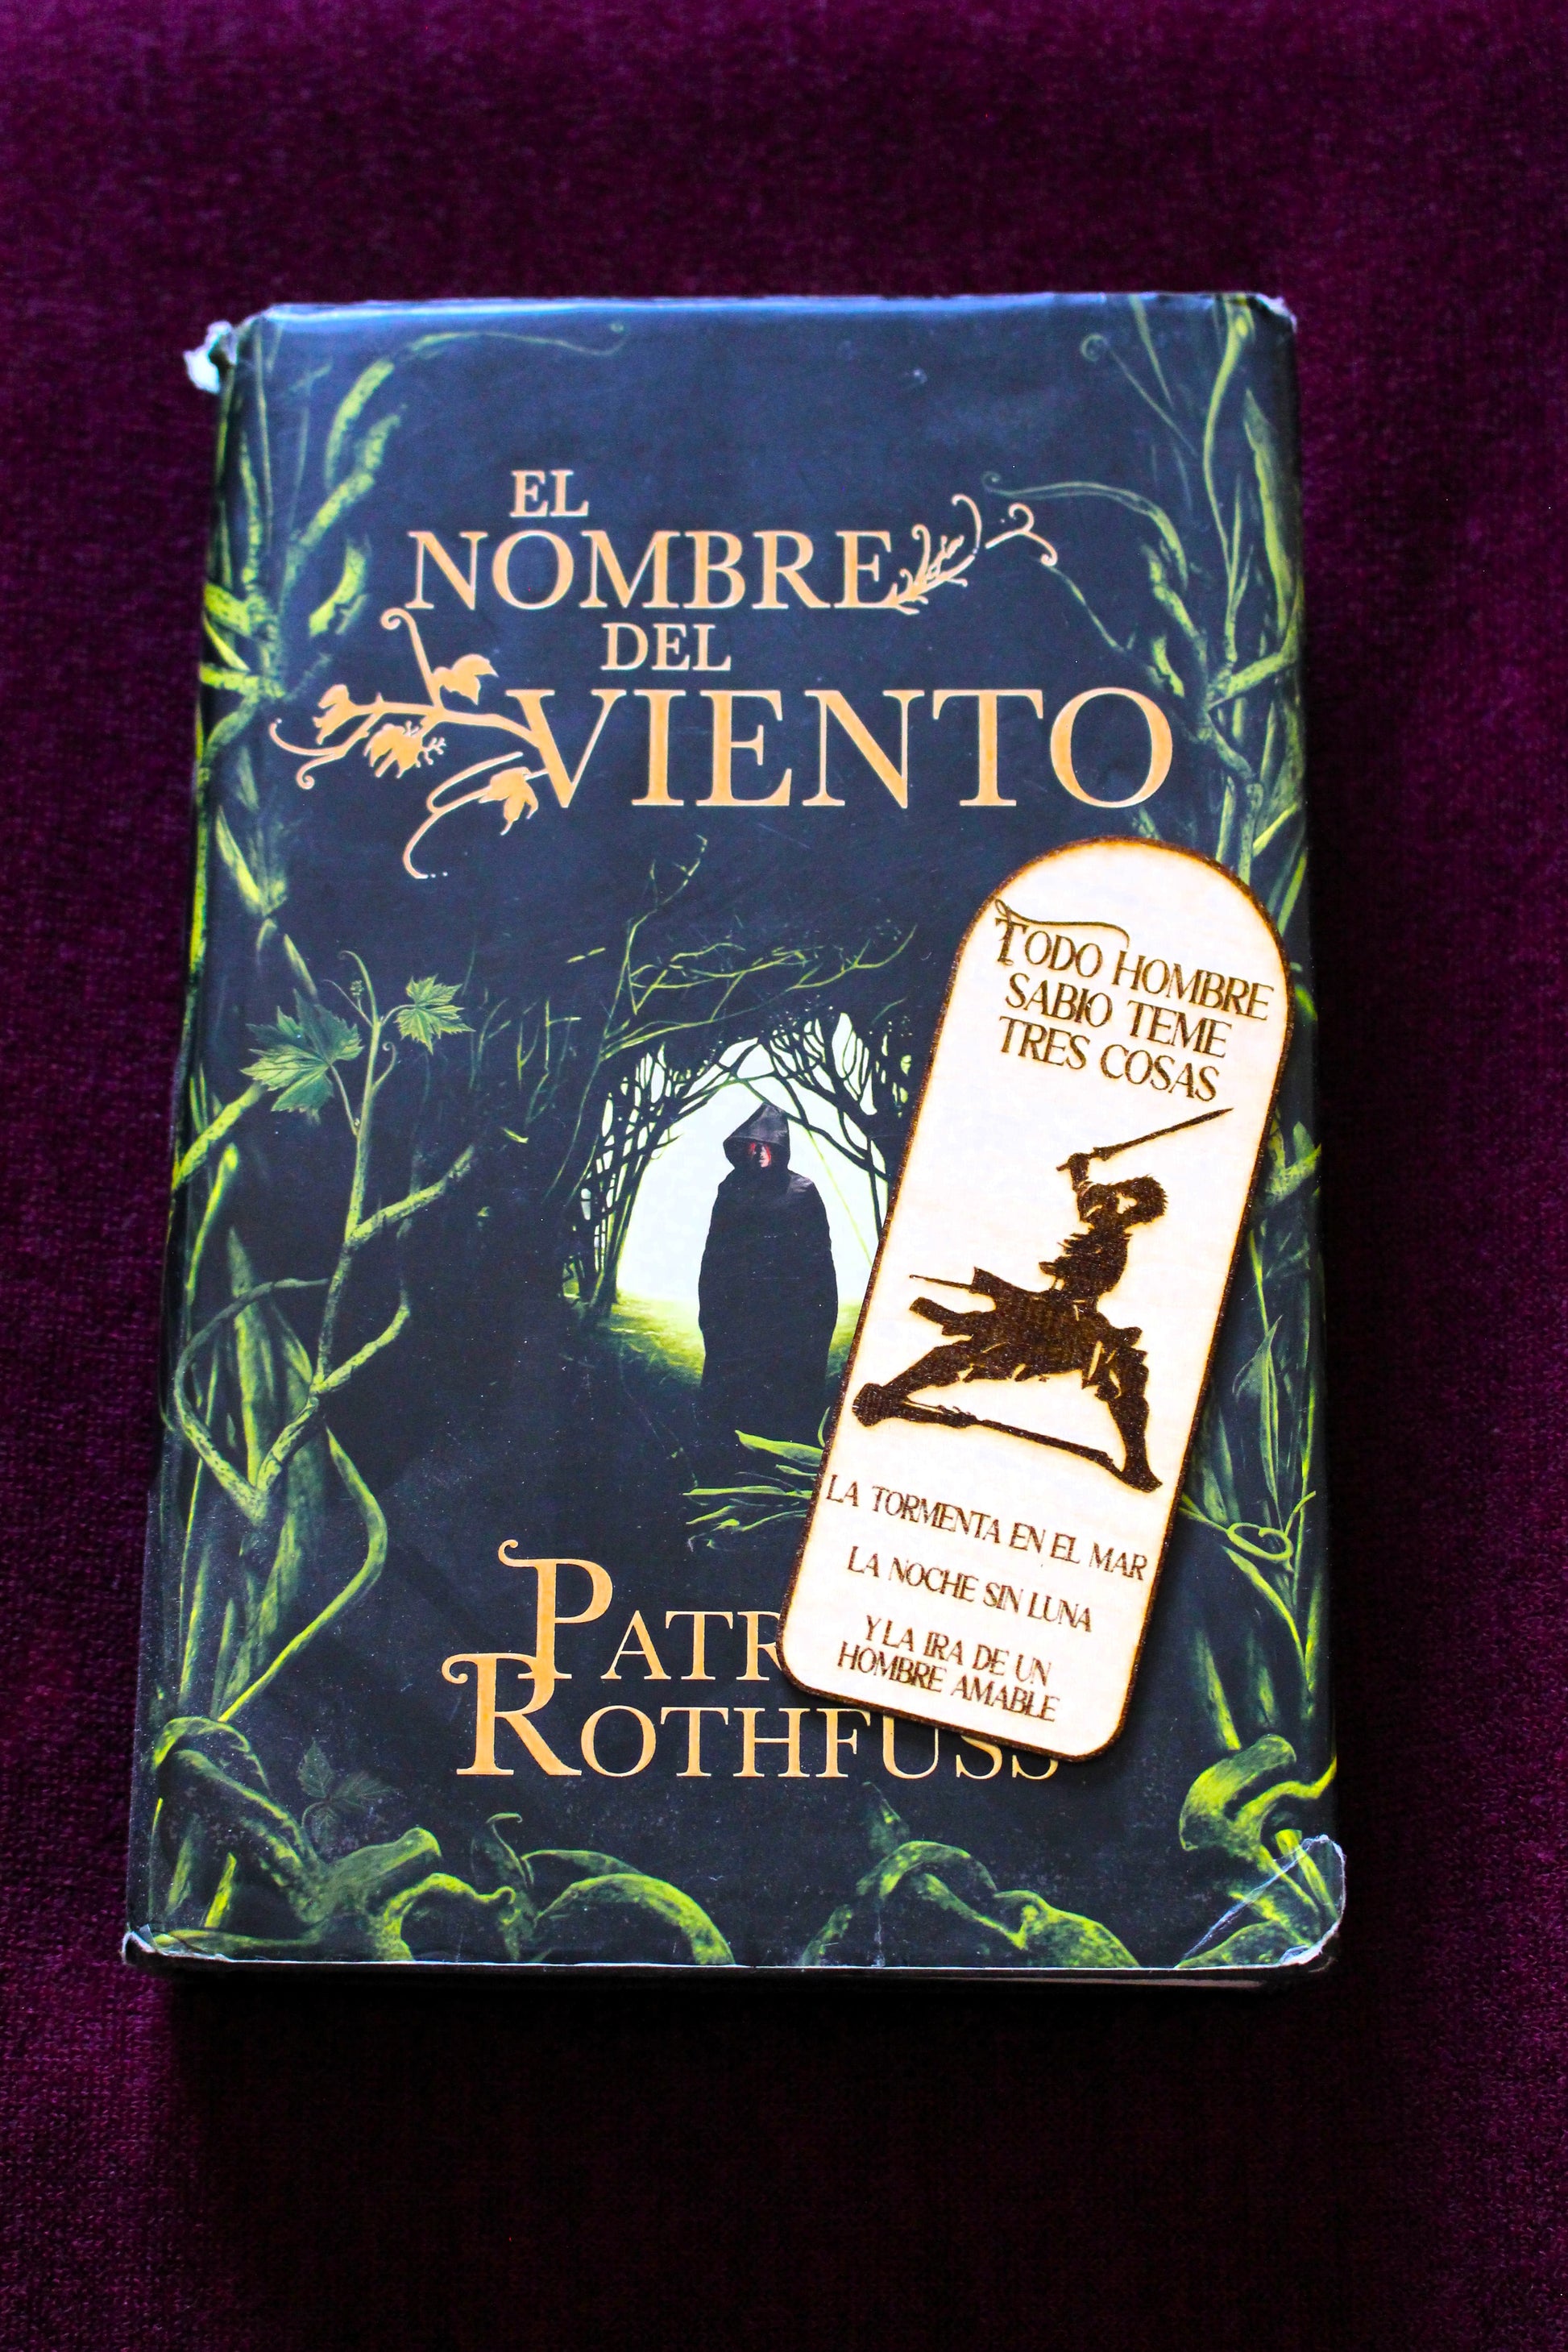 EL
NOMBRE
DEL
VIENTO
TODO HOMBRE
SABIO TEME
TRES COSAS
LA TORMENTA EN EL MAR
LA NOCHE SIN LUNA
Y LA IRA DE UN
HOMBRE AMABLE
PATR
ROTHFUSS